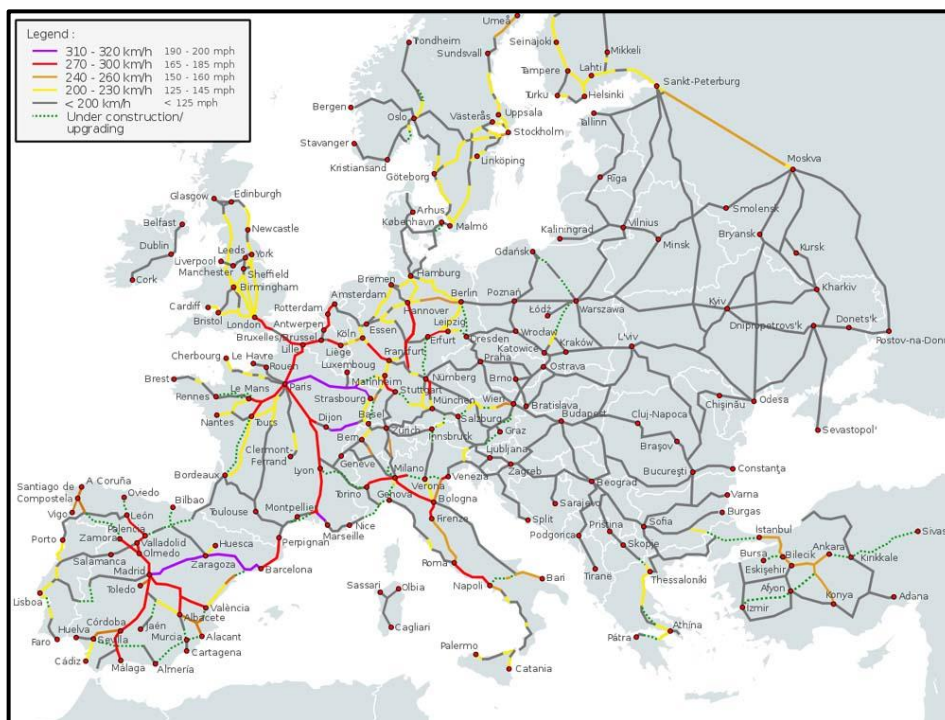 Legend :
310 - 320 km/h 190 - 200 mph
270 - 300 km/h 165 - 185 mph
240 - 260 km/h 150 - 160 mph
200 - 230 km/h 125 - 145 mph
< 200 km/h < 125 mph
Under construction/
upgrading
Umeå
Tondheim
Sundsvall
Seinäjoki
Mikkeli
Tampere
Lahti
Turku
Helsinki
Sankt-Peterburg
Bergen
Oslo
Västerås
Uppsala
Stockholm
Tallinn
Stavanger
Kristiansand
Linköping
Göteborg
Moskva
Rīga
Glasgow
Edinburgh
Arhus
København
Malmö
Kaliningrad
Vilnius
Smolensk
Belfast
Newcastle
Minsk
Bryansk
Dublin
Leeds
York
Liverpool
Manchester
Sheffield
Gdańsk
Kursk
Cork
Birmingham
Hamburg
Bremen
Berlin
Poznań
Kharkiv
Cardiff
Bristol
London
Amsterdam
Rotterdam
Hannover
Łódź
Warszawa
Kyiv
Antwerpen
Essen
Leipzig
Dnipropetrovs'k
Donets'k
Bruxelles/Brussel
Köln
Erfurt
Dresden
Wrocław
Rostov-na-Donu
Lille
Liège
Katowice
Kraków
L'viv
Cherbourg
Le Havre
Rouen
Frankfurt
Praha
Ostrava
Luxembourg
Brest
Rennes
Le Mans
Paris
Mannheim
Nürnberg
Brno
Strasbourg
Stuttgart
Wien
Bratislava
Chişinău
Odesa
Nantes
Tours
Dijon
Basel
München
Salzburg
Budapest
Cluj-Napoca
Sevastopol'
Bern
Zürich
Innsbruck
Graz
Clermont-
Ferrand
Genève
Ljubljana
Zagreb
Braşov
Bordeaux
Lyon
Milano
Venezia
Verona
Bucureşti
Constanţa
Torino
Genova
Bologna
Beograd
Santiago de
Compostela
A Coruña
Oviedo
Bilbao
Toulouse
Montpellier
Nice
Marseille
Firenze
Split
Sarajevo
Varna
Burgas
Vigo
León
Palencia
Zamora
Valladolid
Olmedo
Huesca
Perpignan
Podgorica
Pristina
Sofia
Skopje
Istanbul
Ankara
Sivas
Porto
Salamanca
Madrid
Zaragoza
Barcelona
Roma
Tirane
Bursa
Bilecik
Kırıkkale
Eskişehir
Toledo
Sassari
Olbia
Napoli
Bari
Thessaloniki
Afyon
Konya
Adana
Lisboa
València
Albacete
Izmir
Huelva
Córdoba
Jaén
Murcia
Alacant
Cagliari
Athína
Pátra
Faro
Sevilla
Cartagena
Palermo
Cádiz
Málaga
Almería
Catania